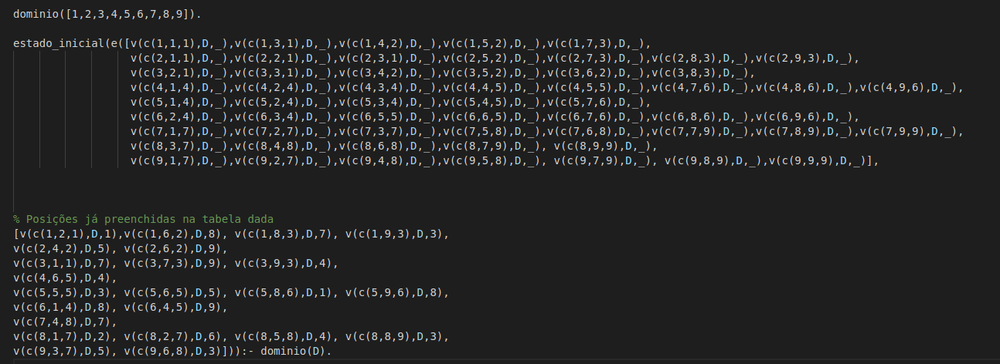 dominio([1,2,3,4,5,6,7,8,9]).
estado_inicial(e([v(c(1,1,1),D,_),v(c(1,3,1),D,_),v(c(1,4,2),D,_),v(c(1,5,2),D,_),v(c(1,7,3),D,_),
v(c(2,1,1),D,_),v(c(2,2,1),D,_),v(c(2,3,1),D,_),v(c(2,5,2),D,_),v(c(2,7,3),D,_),v(c(2,8,3),D,_),v(c(2,9,3),D,_),
v(c(3,2,1),D,_),v(c(3,3,1),D,_),v(c(3,4,2),D,_),v(c(3,5,2),D,_),v(c(3,6,2),D,_),v(c(3,8,3),D,_),
v(c(4,1,4),D,_),v(c(4,2,4),D,_),v(c(4,3,4),D,_),v(c(4,4,5),D,_),v(c(4,5,5),D,_),v(c(4,7,6),D,_),v(c(4,8,6),D,_),v(c(4,9,6),D,_),
v(c(5,1,4),D,_),v(c(5,2,4),D,_),v(c(5,3,4),D,_),v(c(5,4,5),D,_),v(c(5,7,6),D,_),
v(c(6,2,4),D,_),v(c(6,3,4),D,_),v(c(6,5,5),D,_),v(c(6,6,5),D,_),v(c(6,7,6),D,_),v(c(6,8,6),D,_),v(c(6,9,6),D,_),
v(c(7,1,7),D,_),v(c(7,2,7),D,_),v(c(7,3,7),D,_),v(c(7,5,8),D,_),v(c(7,6,8),D,_),v(c(7,7,9),D,_),v(c(7,8,9),D,_),v(c(7,9,9),D,_),
v(c(8,3,7),D,_),v(c(8,4,8),D,_),v(c(8,6,8),D,_),v(c(8,7,9),D,_), v(c(8,9,9),D,_),
v(c(9,1,7),D,_),v(c(9,2,7),D,_),v(c(9,4,8),D,_),v(c(9,5,8),D,_), v(c(9,7,9),D,_), v(c(9,8,9),D,_),v(c(9,9,9),D,_)],
% Posições já preenchidas na tabela dada
[v(c(1,2,1),D,1),v(c(1,6,2),D,8), v(c(1,8,3),D,7), v(c(1,9,3),D,3),
v(c(2,4,2),D,5), v(c(2,6,2),D,9),
v(c(3,1,1),D,7), v(c(3,7,3),D,9), v(c(3,9,3),D,4),
v(c(4,6,5),D,4),
v(c(5,5,5),D,3), v(c(5,6,5),D,5), v(c(5,8,6),D,1), v(c(5,9,6),D,8),
v(c(6,1,4),D,8), v(c(6,4,5),D,9),
v(c(7,4,8),D,7),
v(c(8,1,7),D,2), v(c(8,2,7),D,6), v(c(8,5,8),D,4), v(c(8,8,9),D,3),
v(c(9,3,7),D,5), v(c(9,6,8),D,3)])):- dominio(D).